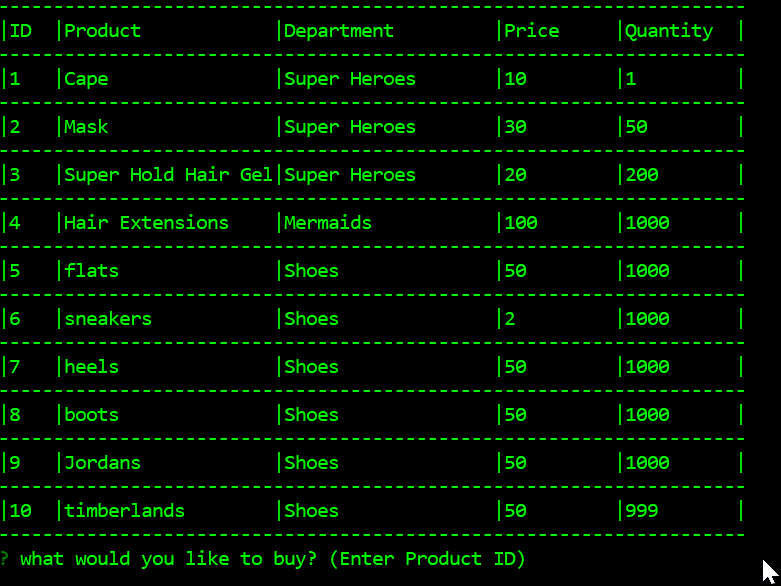 |ID |Product |Department |Price |Quantity |
|1 |Cape |Super Heroes |10 |1 |
|2 |Mask |Super Heroes |30 |50 |
|3 |Super Hold Hair Gel|Super Heroes |20 |200 |
|4 |Hair Extensions |Mermaids |100 |1000 |
|5 |flats |Shoes |50 |1000 |
|6 |sneakers |Shoes |2 |1000 |
|7 |heels |Shoes |50 |1000 |
|8 |boots |Shoes |50 |1000 |
|9 |Jordans |Shoes |50 |1000 |
|10 |timberlands |Shoes |50 |999 |
? what would you like to buy? (Enter Product ID)